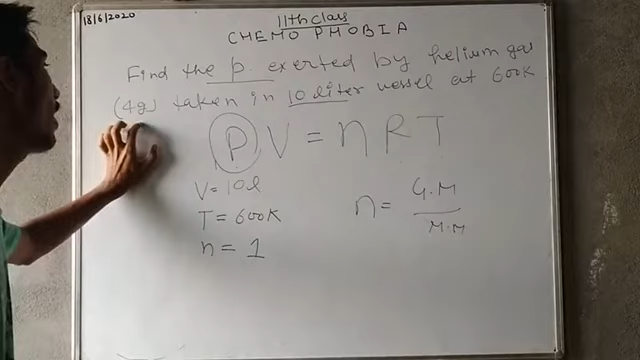 18/6/2020
11th class
CHEMO PHOBIA
Find the p. exerted by helium gas
(4g) taken in 10 liter vessel at 600K
PV = nRT
V = 10 l
T = 600K
n = 1
n = G.M / M.M